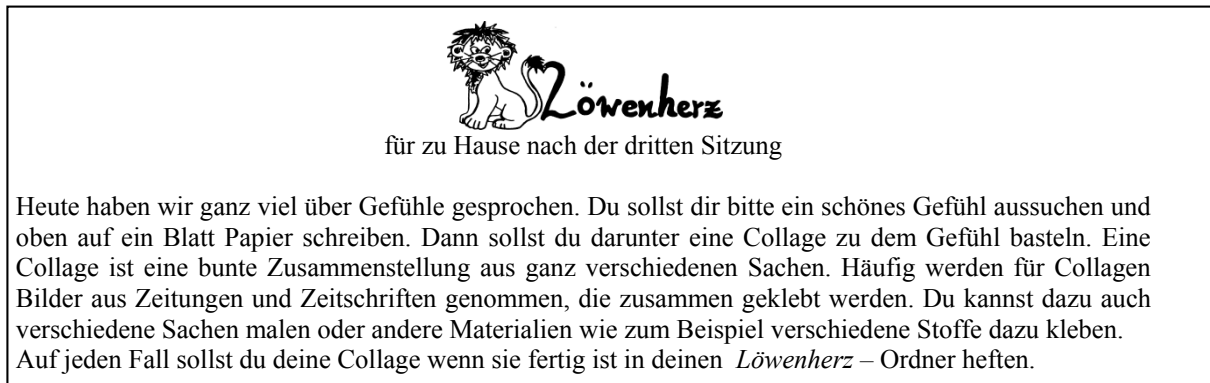 Löwenherz
für zu Hause nach der dritten Sitzung
Heute haben wir ganz viel über Gefühle gesprochen. Du sollst dir bitte ein schönes Gefühl aussuchen und
oben auf ein Blatt Papier schreiben. Dann sollst du darunter eine Collage zu dem Gefühl basteln. Eine
Collage ist eine bunte Zusammenstellung aus ganz verschiedenen Sachen. Häufig werden für Collagen
Bilder aus Zeitungen und Zeitschriften genommen, die zusammen geklebt werden. Du kannst dazu auch
verschiedene Sachen malen oder andere Materialien wie zum Beispiel verschiedene Stoffe dazu kleben.
Auf jeden Fall sollst du deine Collage wenn sie fertig ist in deinen Löwenherz – Ordner heften.